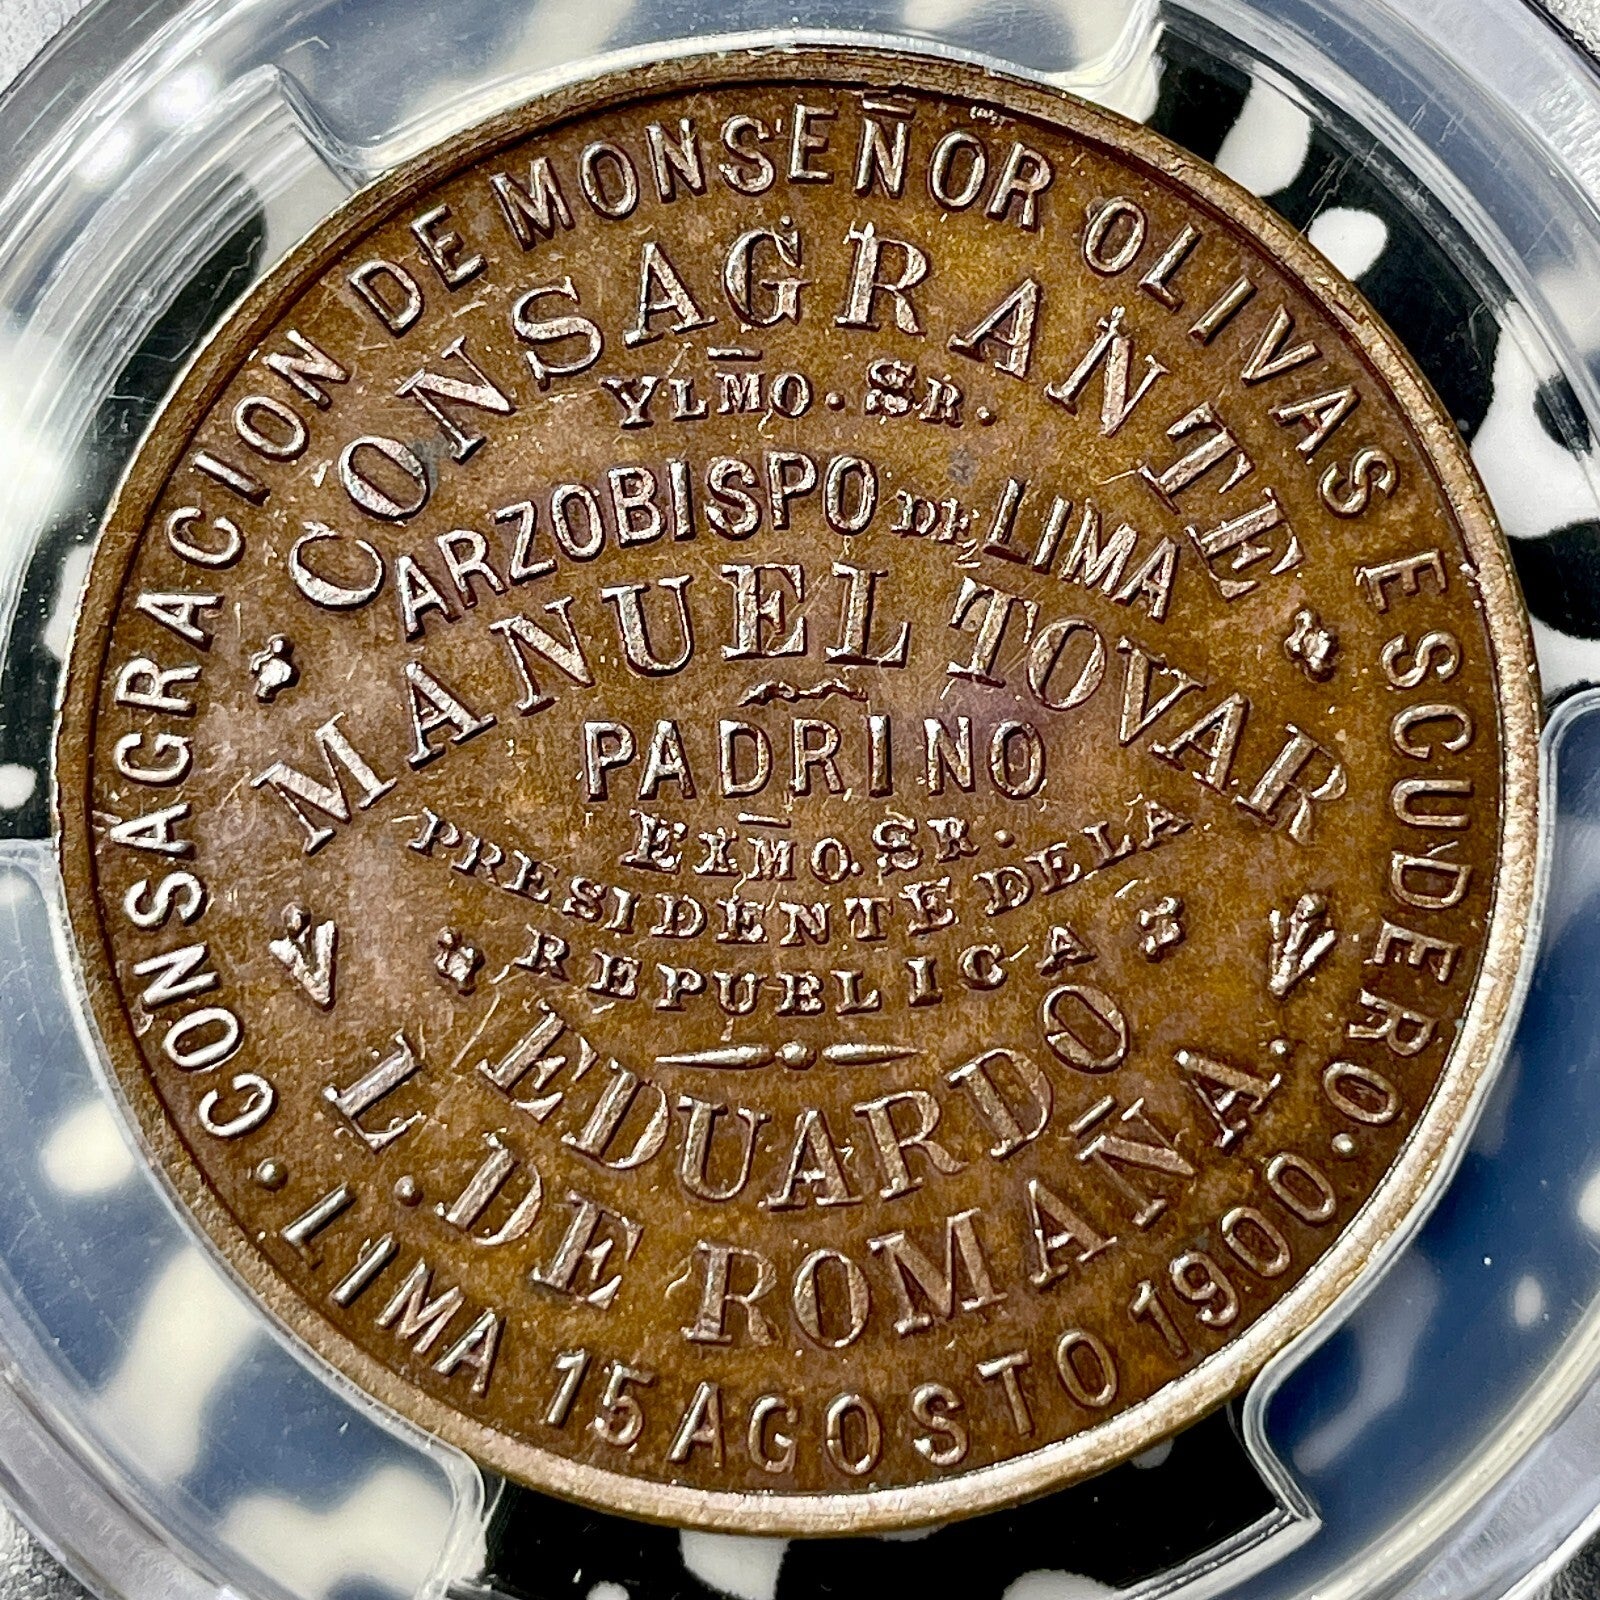 CONSAGRACION DE MONSEÑOR OLIVAS ESCUDERO.
CONSAGRANTE
YLMO. SR.
ARZOBISPO DE LIMA
MANUEL TOVAR
PADRINO
EXMO. SR.
PRESIDENTE DE LA
REPUBLICA
EDUARDO
L. DE ROMAÑA.
· LIMA 15 AGOSTO 1900.